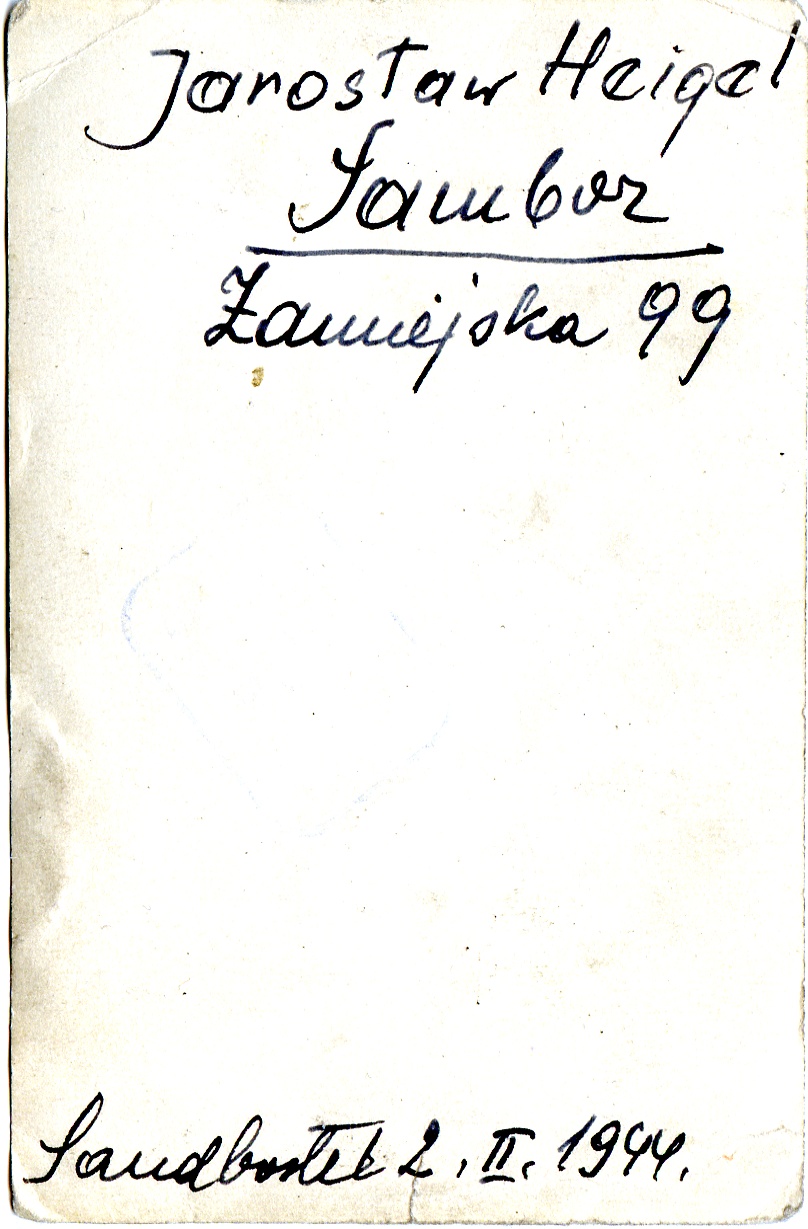 Jarosław Heigel
Sambor
Zamiejska 99
Sandbostel 2. II. 1944.